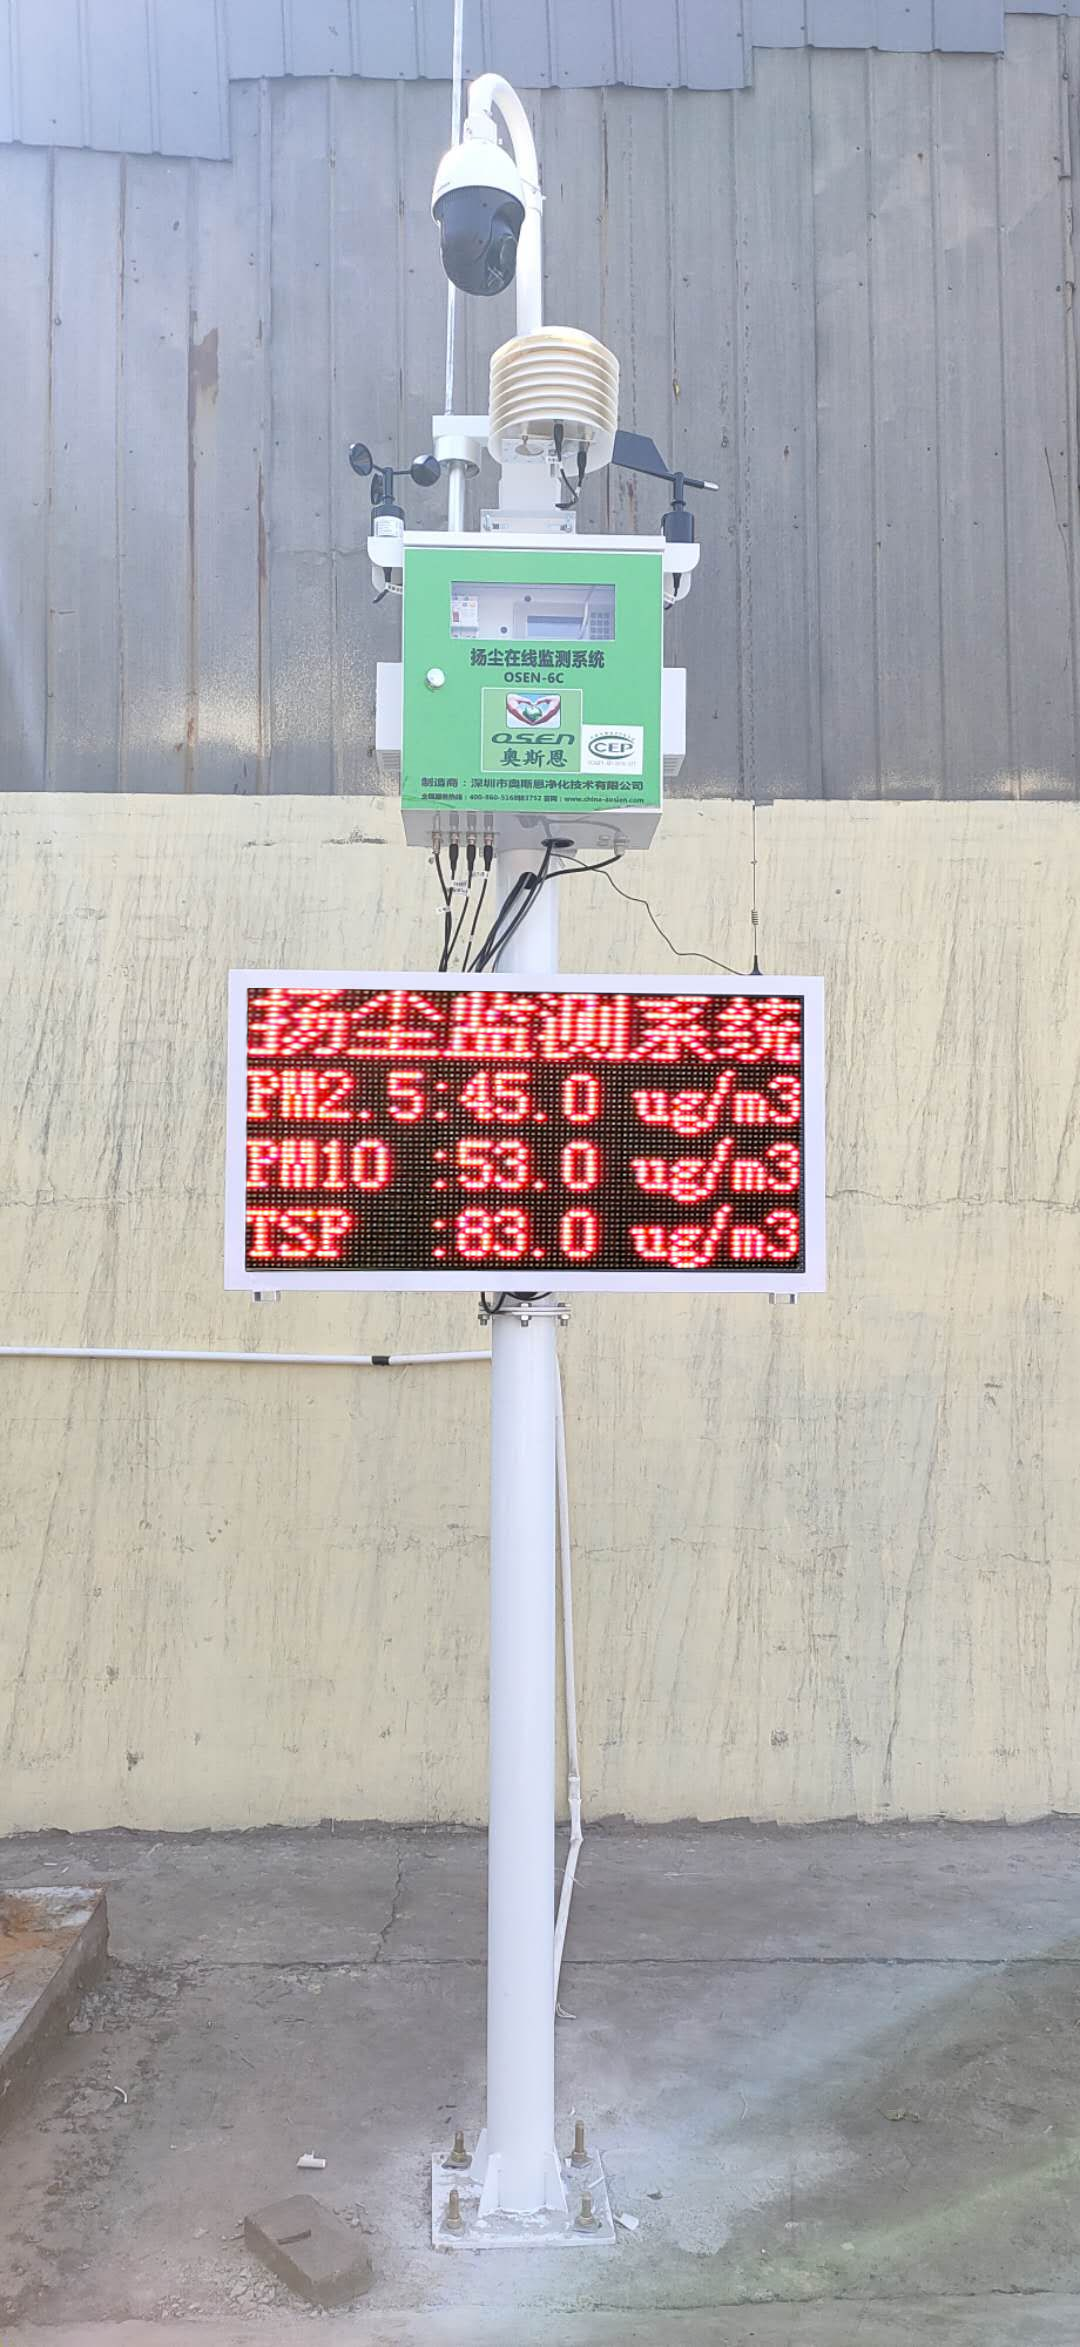 扬尘在线监测系统
OSEN-6C
OSEN
奥斯恩
CEP
制造商：深圳市奥斯恩净化技术有限公司
扬尘监测系统
PM2.5:45.0 ug/m3
PM10 :53.0 ug/m3
TSP :83.0 ug/m3